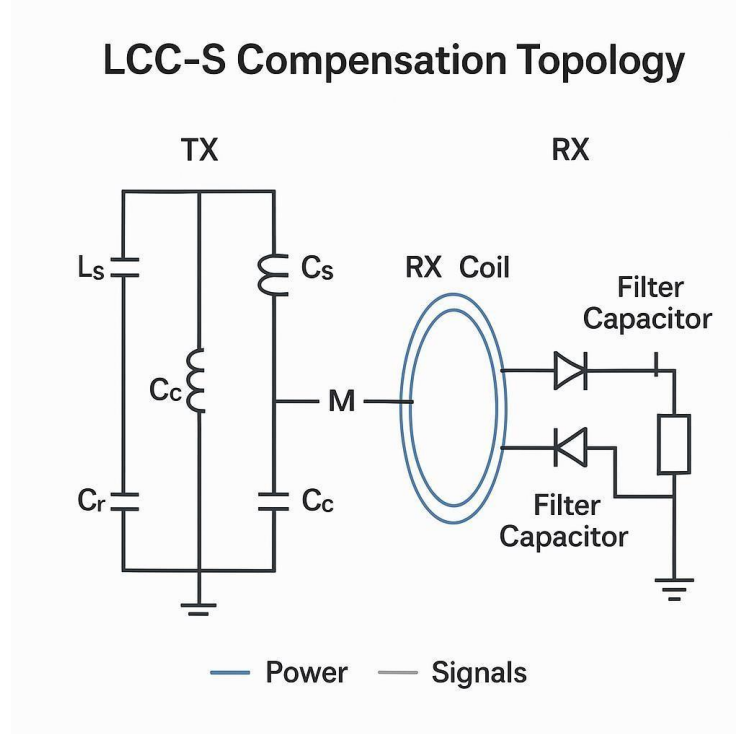 LCC-S Compensation Topology
TX
RX
Ls
Cs
RX Coil
Filter
Capacitor
Cc
M
Cr
Cc
Filter
Capacitor
Power
Signals